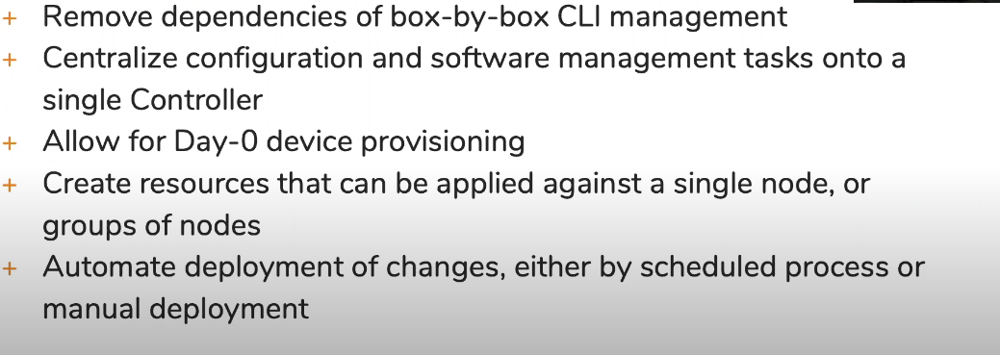 + Remove dependencies of box-by-box CLI management
+ Centralize configuration and software management tasks onto a
single Controller
+ Allow for Day-0 device provisioning
+ Create resources that can be applied against a single node, or
groups of nodes
+ Automate deployment of changes, either by scheduled process or
manual deployment